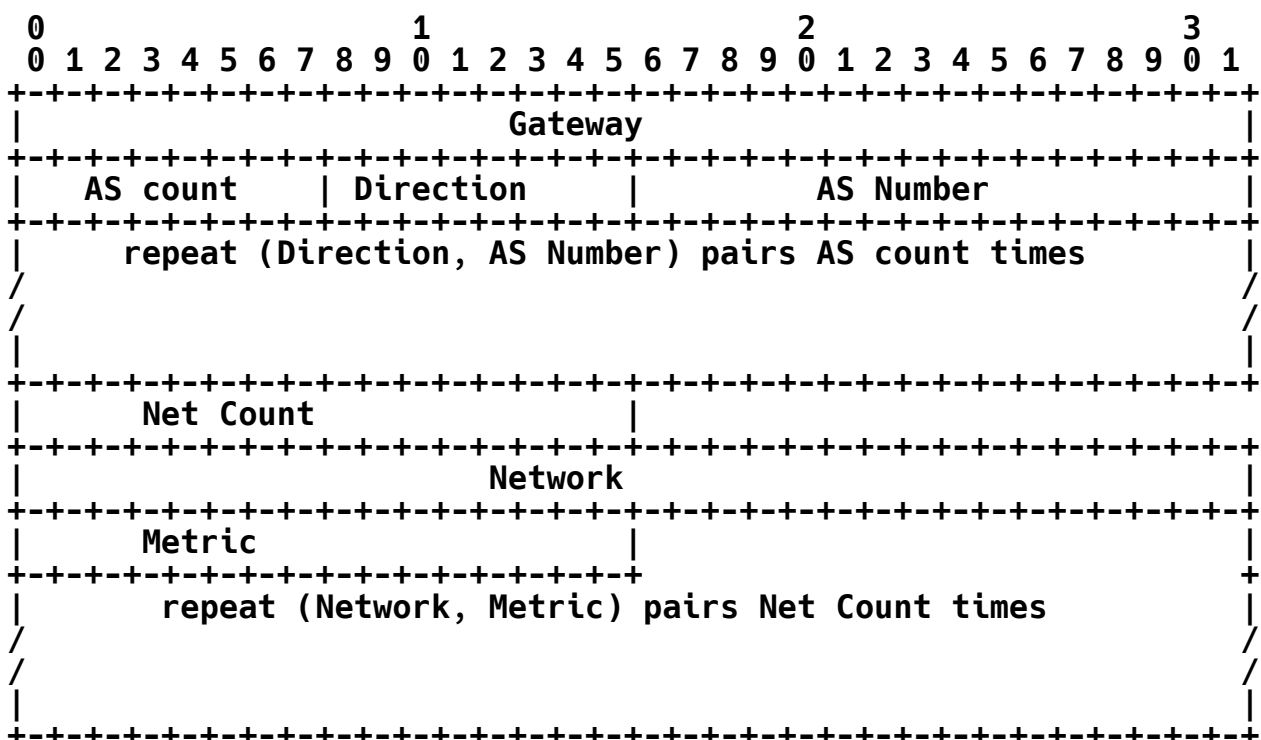 0                   1                   2                   3
 0 1 2 3 4 5 6 7 8 9 0 1 2 3 4 5 6 7 8 9 0 1 2 3 4 5 6 7 8 9 0 1
+-+-+-+-+-+-+-+-+-+-+-+-+-+-+-+-+-+-+-+-+-+-+-+-+-+-+-+-+-+-+-+-+
|                         Gateway                               |
+-+-+-+-+-+-+-+-+-+-+-+-+-+-+-+-+-+-+-+-+-+-+-+-+-+-+-+-+-+-+-+-+
|   AS count    | Direction     |         AS Number             |
+-+-+-+-+-+-+-+-+-+-+-+-+-+-+-+-+-+-+-+-+-+-+-+-+-+-+-+-+-+-+-+-+
|     repeat (Direction, AS Number) pairs AS count times        |
/                                                               /
/                                                               /
|                                                               |
+-+-+-+-+-+-+-+-+-+-+-+-+-+-+-+-+-+-+-+-+-+-+-+-+-+-+-+-+-+-+-+-+
|      Net Count                |
+-+-+-+-+-+-+-+-+-+-+-+-+-+-+-+-+-+-+-+-+-+-+-+-+-+-+-+-+-+-+-+-+
|                        Network                                |
+-+-+-+-+-+-+-+-+-+-+-+-+-+-+-+-+-+-+-+-+-+-+-+-+-+-+-+-+-+-+-+-+
|      Metric                   |                               |
+-+-+-+-+-+-+-+-+-+-+-+-+-+-+-+-+                               +
|       repeat (Network, Metric) pairs Net Count times          |
/                                                               /
/                                                               /
|                                                               |
+-+-+-+-+-+-+-+-+-+-+-+-+-+-+-+-+-+-+-+-+-+-+-+-+-+-+-+-+-+-+-+-+